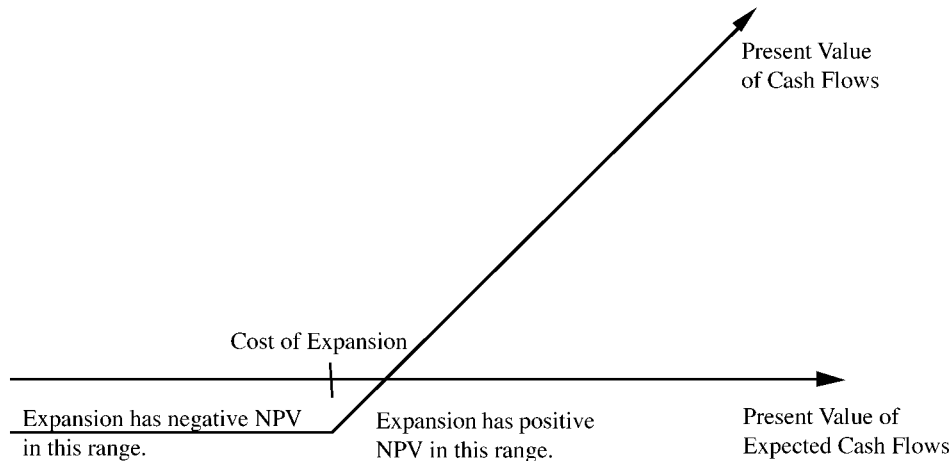 Present Value
of Cash Flows
Cost of Expansion
Expansion has negative NPV
in this range.
Expansion has positive
NPV in this range.
Present Value of
Expected Cash Flows